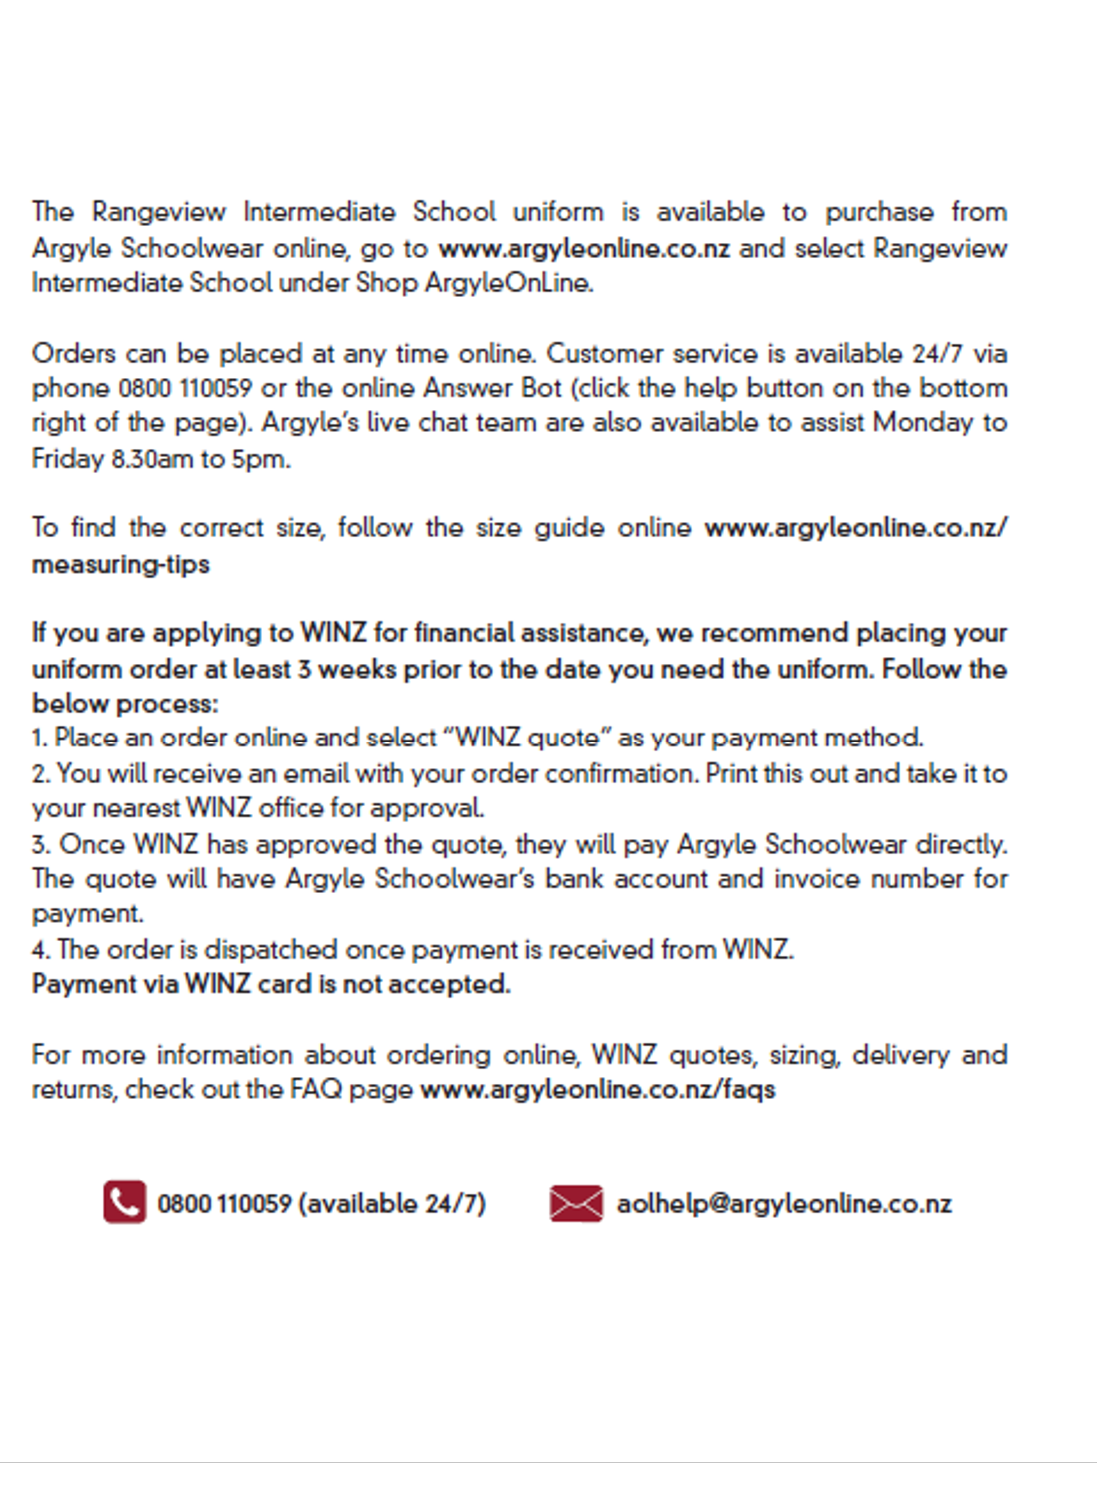 The Rangeview Intermediate School uniform is available to purchase from
Argyle Schoolwear online, go to www.argyleonline.co.nz and select Rangeview
Intermediate School under Shop ArgyleOnLine.
Orders can be placed at any time online. Customer service is available 24/7 via
phone 0800 110059 or the online Answer Bot (click the help button on the bottom
right of the page). Argyle's live chat team are also available to assist Monday to
Friday 8.30am to 5pm.
To find the correct size, follow the size guide online www.argyleonline.co.nz/
measuring-tips
If you are applying to WINZ for financial assistance, we recommend placing your
uniform order at least 3 weeks prior to the date you need the uniform. Follow the
below process:
1. Place an order online and select “WINZ quote” as your payment method.
2. You will receive an email with your order confirmation. Print this out and take it to
your nearest WINZ office for approval.
3. Once WINZ has approved the quote, they will pay Argyle Schoolwear directly.
The quote will have Argyle Schoolwear's bank account and invoice number for
payment.
4. The order is dispatched once payment is received from WINZ.
Payment via WINZ card is not accepted.
For more information about ordering online, WINZ quotes, sizing, delivery and
returns, check out the FAQ page www.argyleonline.co.nz/faqs
0800 110059 (available 24/7) aolhelp@argyleonline.co.nz